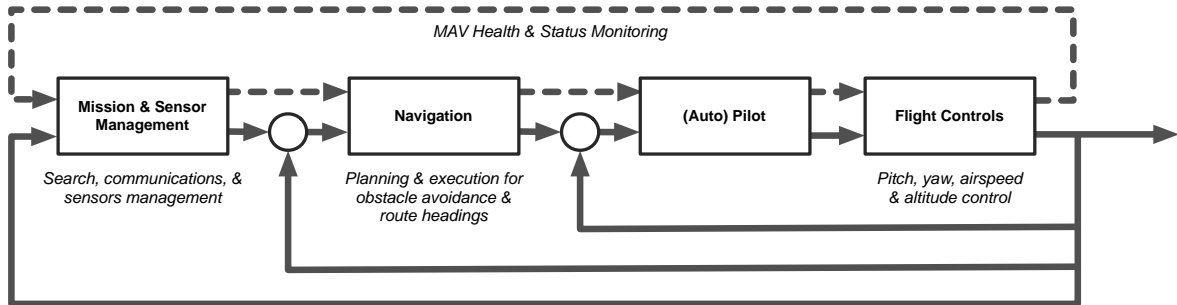 MAV Health & Status Monitoring
Mission & Sensor
Management
Navigation
(Auto) Pilot
Flight Controls
Search, communications, &
sensors management
Planning & execution for
obstacle avoidance &
route headings
Pitch, yaw, airspeed
& altitude control